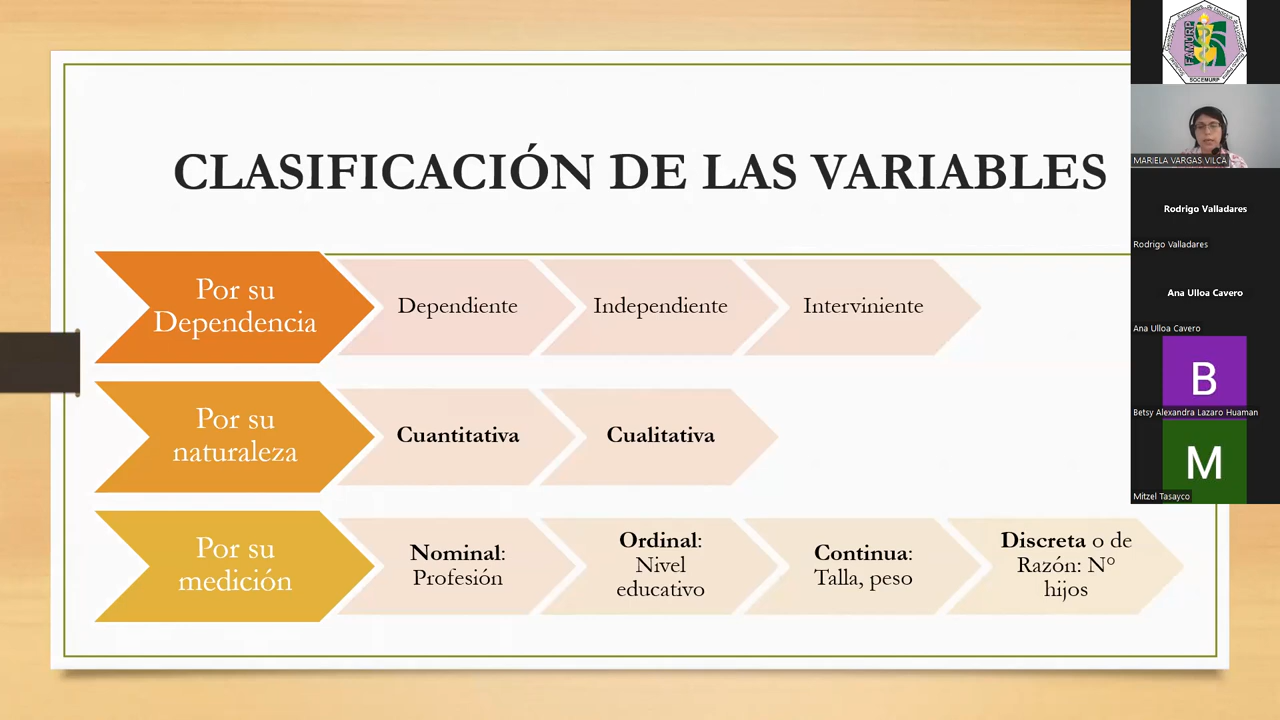 CLASIFICACIÓN DE LAS VARIABLES
Por su
Dependencia
Dependiente
Independiente
Interviniente
Por su
naturaleza
Cuantitativa
Cualitativa
Por su
medición
Nominal:
Profesión
Ordinal:
Nivel
educativo
Continua:
Talla, peso
Discreta o de
Razón: N°
hijos
FAMURP
SOCEMURP
MARIELA VARGAS VILCA
Rodrigo Valladares
Rodrigo Valladares
Ana Ulloa Cavero
Ana Ulloa Cavero
B
Betsy Alexandra Lazaro Huaman
M
Mitzel Tasayco